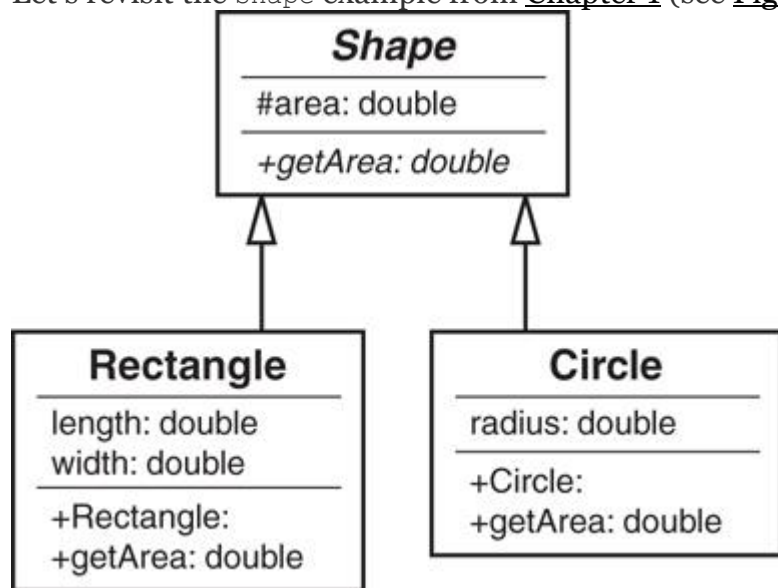 Let's revisit the Shape example from Chapter 1 (see Fig
Shape
#area: double
+getArea: double
Rectangle
length: double
width: double
+Rectangle:
+getArea: double
Circle
radius: double
+Circle:
+getArea: double